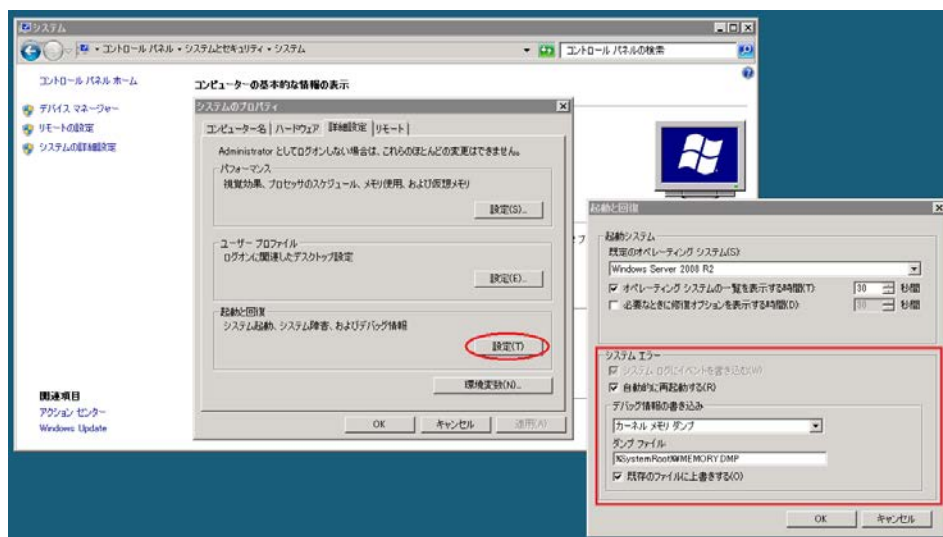 システム
コントロール パネル • システムとセキュリティ • システム
コントロール パネルの検索
コントロール パネル ホーム
デバイス マネージャー
リモートの設定
システムの詳細設定
関連項目
アクション センター
Windows Update
コンピューターの基本的な情報の表示
システムのプロパティ
コンピューター名
ハードウェア
詳細設定
リモート
Administrator としてログオンしない場合は、これらのほとんどの変更はできません。
パフォーマンス
視覚効果、プロセッサのスケジュール、メモリ使用、および仮想メモリ
設定(S)...
ユーザー プロファイル
ログオンに関連したデスクトップ設定
設定(E)...
起動と回復
システム起動、システム障害、およびデバッグ情報
設定(T)
環境変数(N)...
OK
キャンセル
適用(A)
起動と回復
起動システム
既定のオペレーティング システム(S)
Windows Server 2008 R2
オペレーティング システムの一覧を表示する時間(T)
30 秒間
必要なときに修復オプションを表示する時間(D)
30 秒間
システム エラー
システム ログにイベントを書き込む(W)
自動的に再起動する(R)
デバッグ情報の書き込み
カーネル メモリ ダンプ
ダンプ ファイル
%SystemRoot%¥MEMORY.DMP
既存のファイルに上書きする(O)
OK
キャンセル